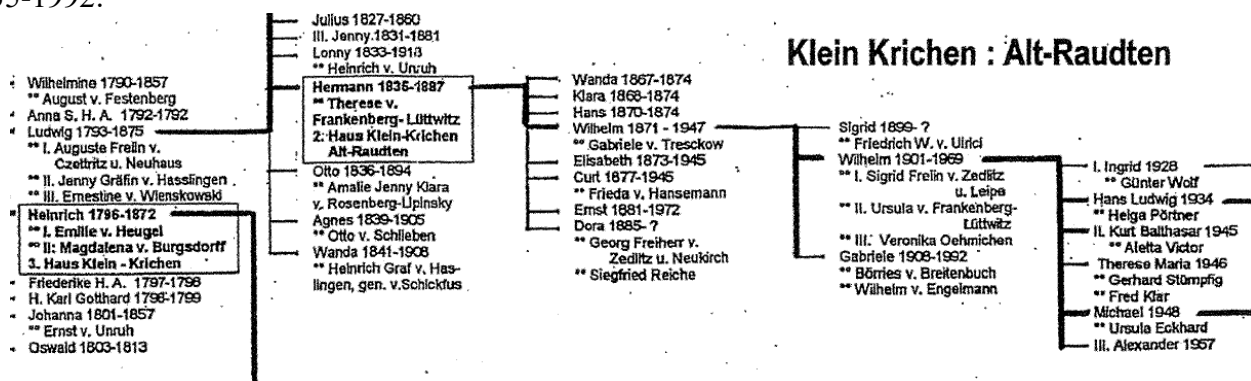 5-1992.
Klein Krichen : Alt-Raudten
Wilhelmine 1790-1857
** August v. Festenberg
Anna S. H. A. 1792-1792
Ludwig 1793-1875
** I. Auguste Freiin v.
Czettritz u. Neuhaus
** II. Jenny Gräfin v. Hasslingen
** III. Ernestine v. Wienskowski
Heinrich 1796-1872
** I. Emilie v. Heugel
** II: Magdalena v. Burgsdorff
3. Haus Klein - Krichen
Friederike H. A. 1797-1798
H. Karl Gotthard 1798-1799
Johanna 1801-1857
** Ernst v. Unruh
Oswald 1803-1813
Julius 1827-1860
III. Jenny 1831-1881
Lonny 1833-1918
** Heinrich v. Unruh
Hermann 1835-1887
** Therese v.
Frankenberg- Lüttwitz
2: Haus Klein-Krichen
Alt-Raudten
Otto 1836-1894
** Amalie Jenny Klara
v. Rosenberg-Lipinsky
Agnes 1839-1905
** Otto v. Schlieben
Wanda 1841-1908
** Heinrich Graf v. Has-
lingen, gen. v.Schickfus
Wanda 1867-1874
Klara 1868-1874
Hans 1870-1874
Wilhelm 1871 - 1947
** Gabriele v. Tresckow
Elisabeth 1873-1945
Curt 1877-1945
** Frieda v. Hansemann
Ernst 1881-1972
Dora 1885- ?
** Georg Freiherr v.
Zedlitz u. Neukirch
** Siegfried Reiche
Sigrid 1899- ?
** Friedrich W. v. Ulrici
Wilhelm 1901-1969
** I. Sigrid Freiin v. Zedlitz
u. Leipe
** II. Ursula v. Frankenberg-
Lüttwitz
** III. Veronika Oehmichen
Gabriele 1908-1992
** Börries v. Breitenbuch
** Wilhelm v. Engelmann
I. Ingrid 1928
** Günter Wolf
Hans Ludwig 1934
** Helga Pörtner
II. Kurt Balthasar 1945
** Aletta Victor
Therese Maria 1946
** Gerhard Stümpfig
** Fred Klar
Michael 1948
** Ursula Eckhard
III. Alexander 1957